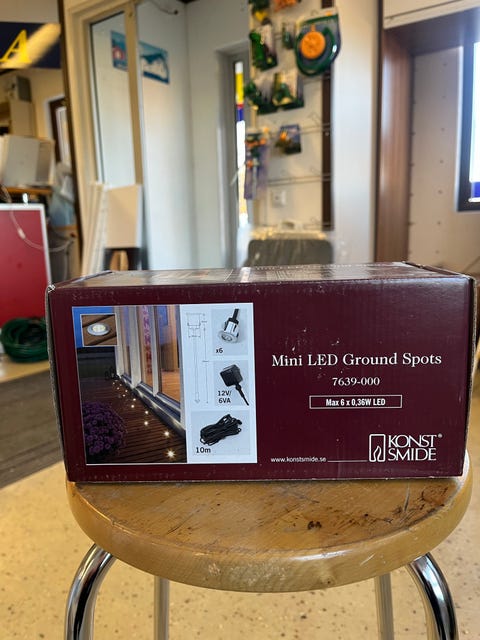 A
x6
12V/
6VA
10m
Mini LED Ground Spots
7639-000
Max 6 x 0,36W LED
www.konstsmide.se
KONST
SMIDE®